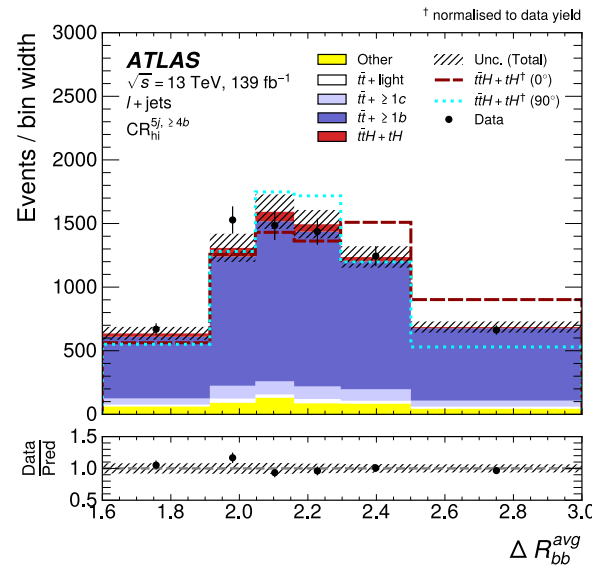 † normalised to data yield
Events / bin width
3000
2500
2000
1500
1000
500
0
ATLAS
√s = 13 TeV, 139 fb⁻¹
l + jets
CR_hi^{5j, ≥ 4b}
Other
tt̄ + light
tt̄ + ≥1c
tt̄ + ≥1b
tt̄H + tH
Unc. (Total)
tt̄H + tH† (0°)
tt̄H + tH† (90°)
Data
Data
Pred
1.5
1.0
0.5
1.6 1.8 2.0 2.2 2.4 2.6 2.8 3.0
Δ R_{bb}^{avg}